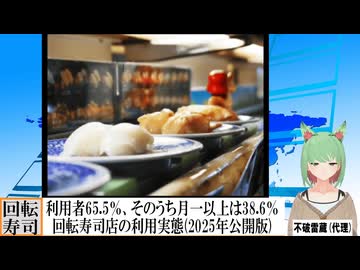 回転
寿司
利用者65.5%、そのうち月一以上は38.6%
回転寿司店の利用実態(2025年公開版)
不破雷蔵(代理)